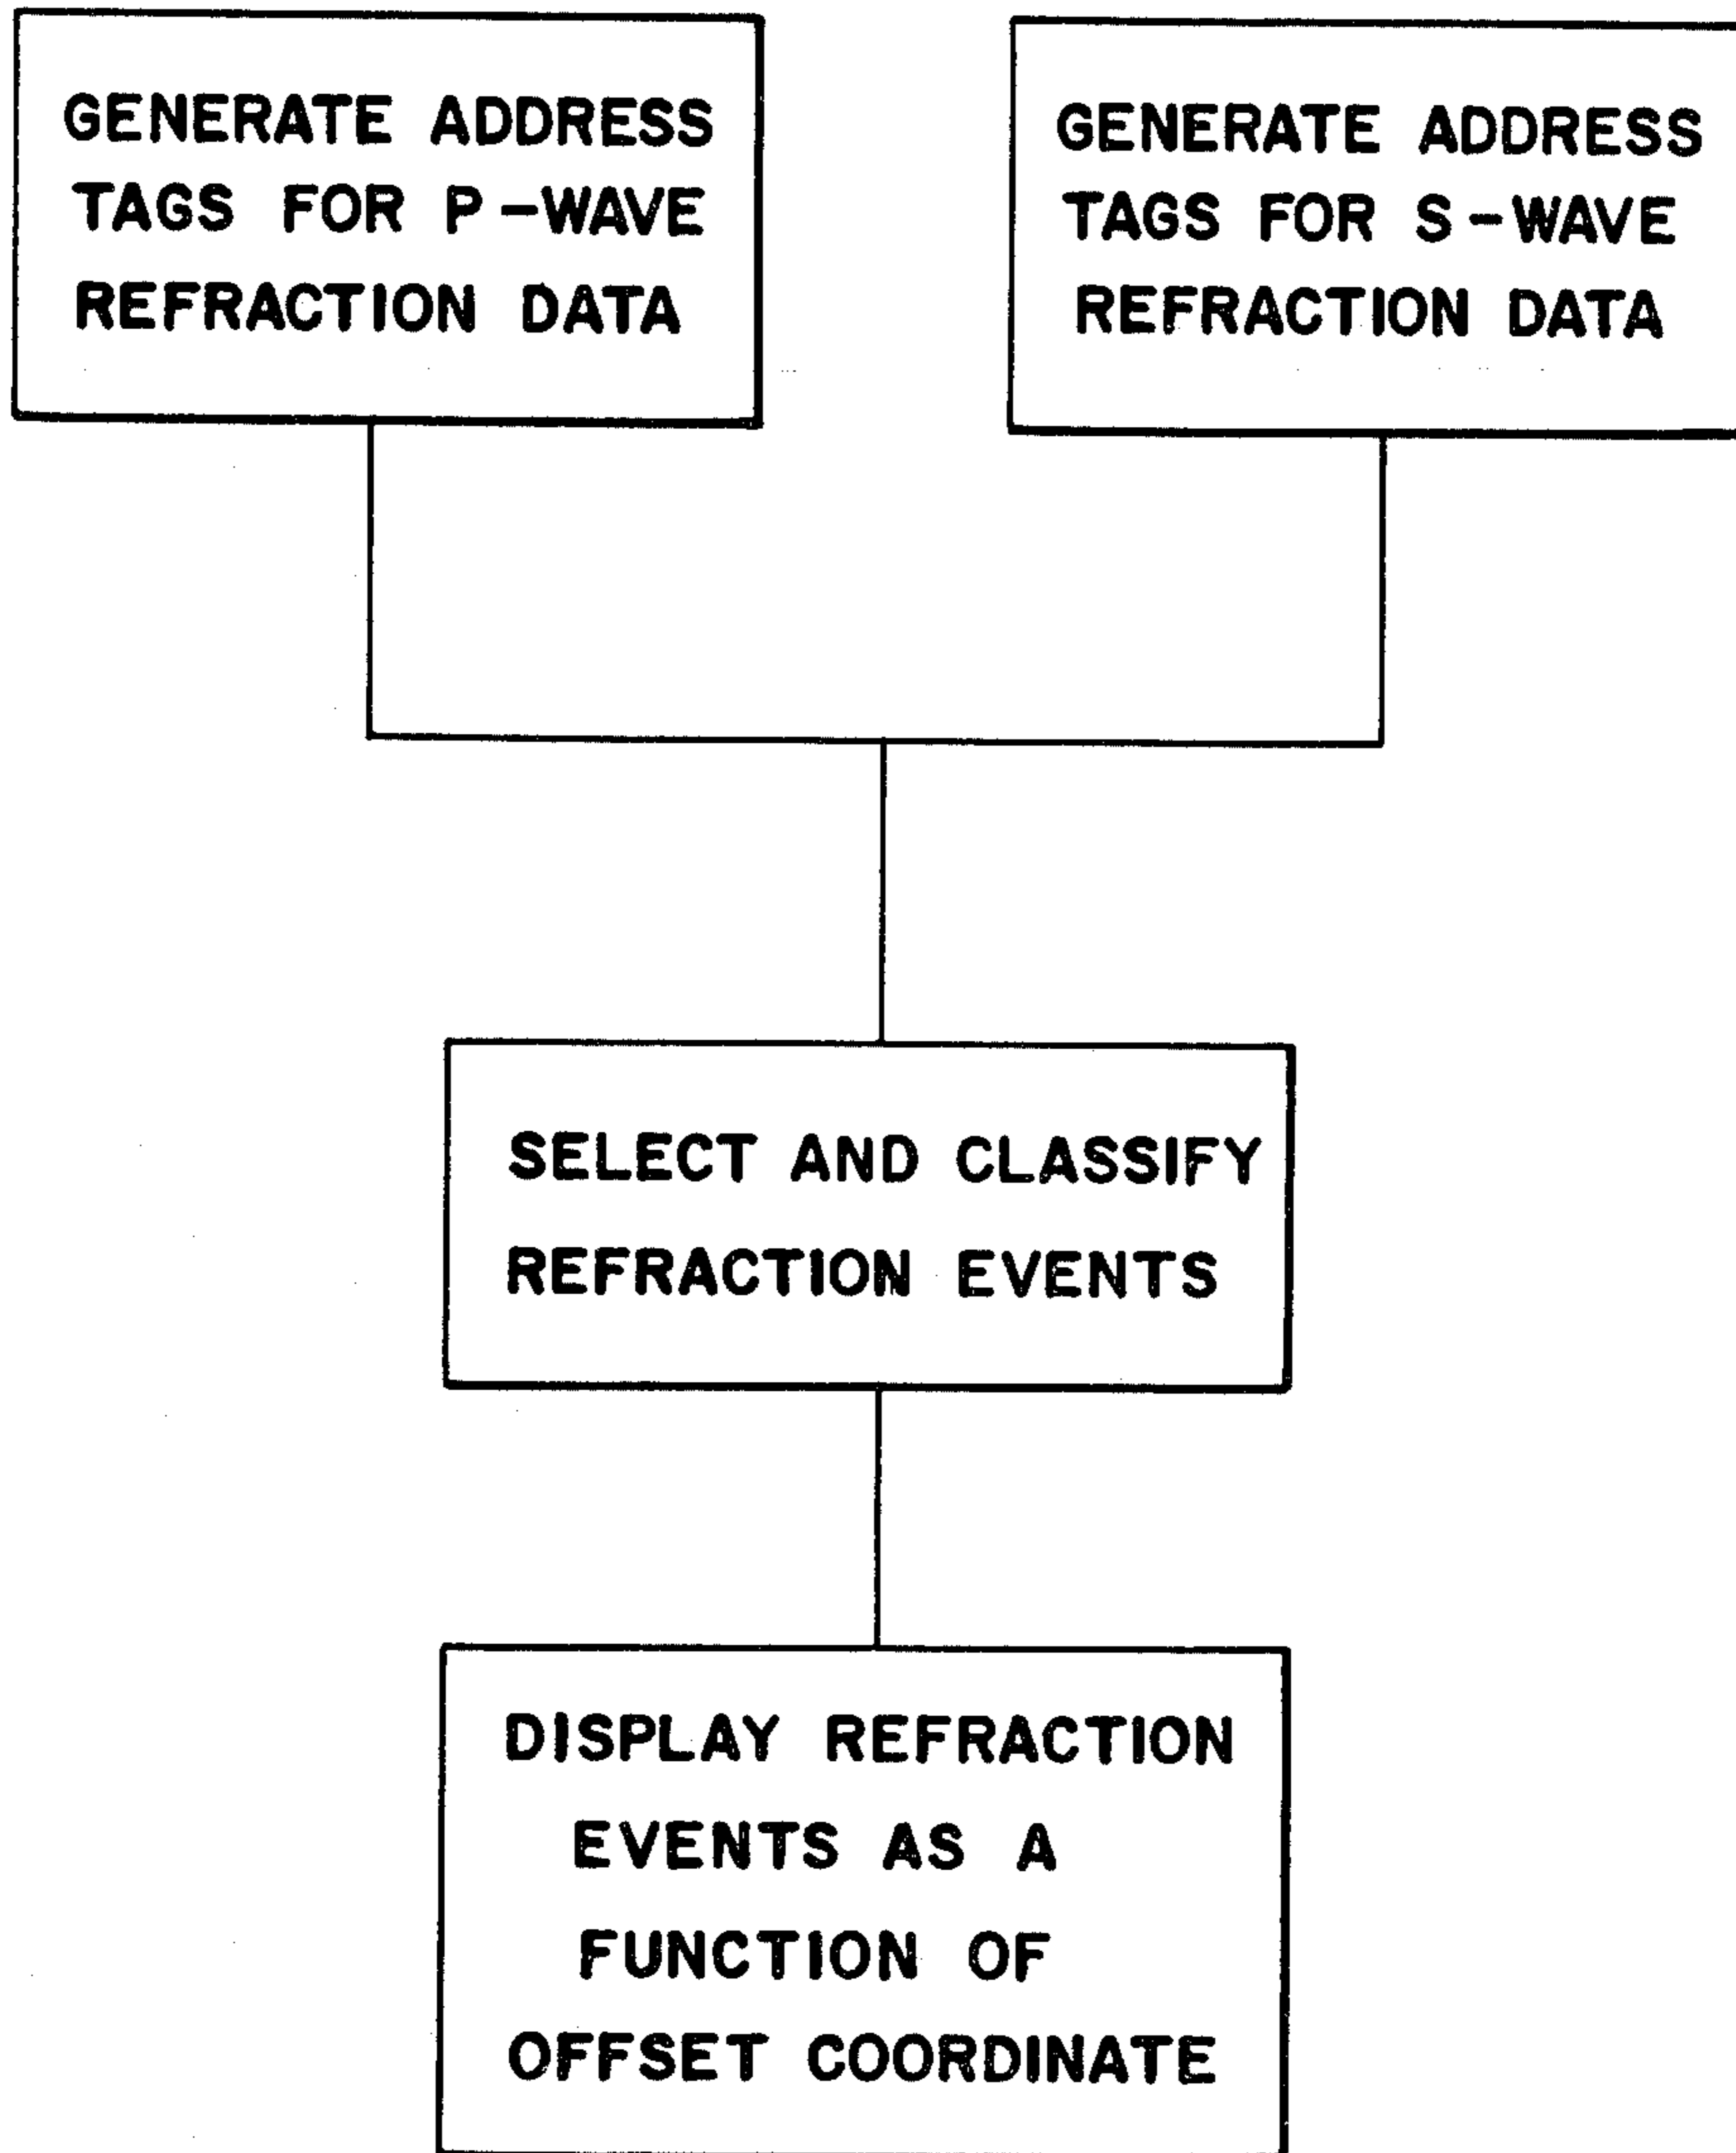 GENERATE ADDRESS
TAGS FOR P-WAVE
REFRACTION DATA
GENERATE ADDRESS
TAGS FOR S-WAVE
REFRACTION DATA
SELECT AND CLASSIFY
REFRACTION EVENTS
DISPLAY REFRACTION
EVENTS AS A
FUNCTION OF
OFFSET COORDINATE